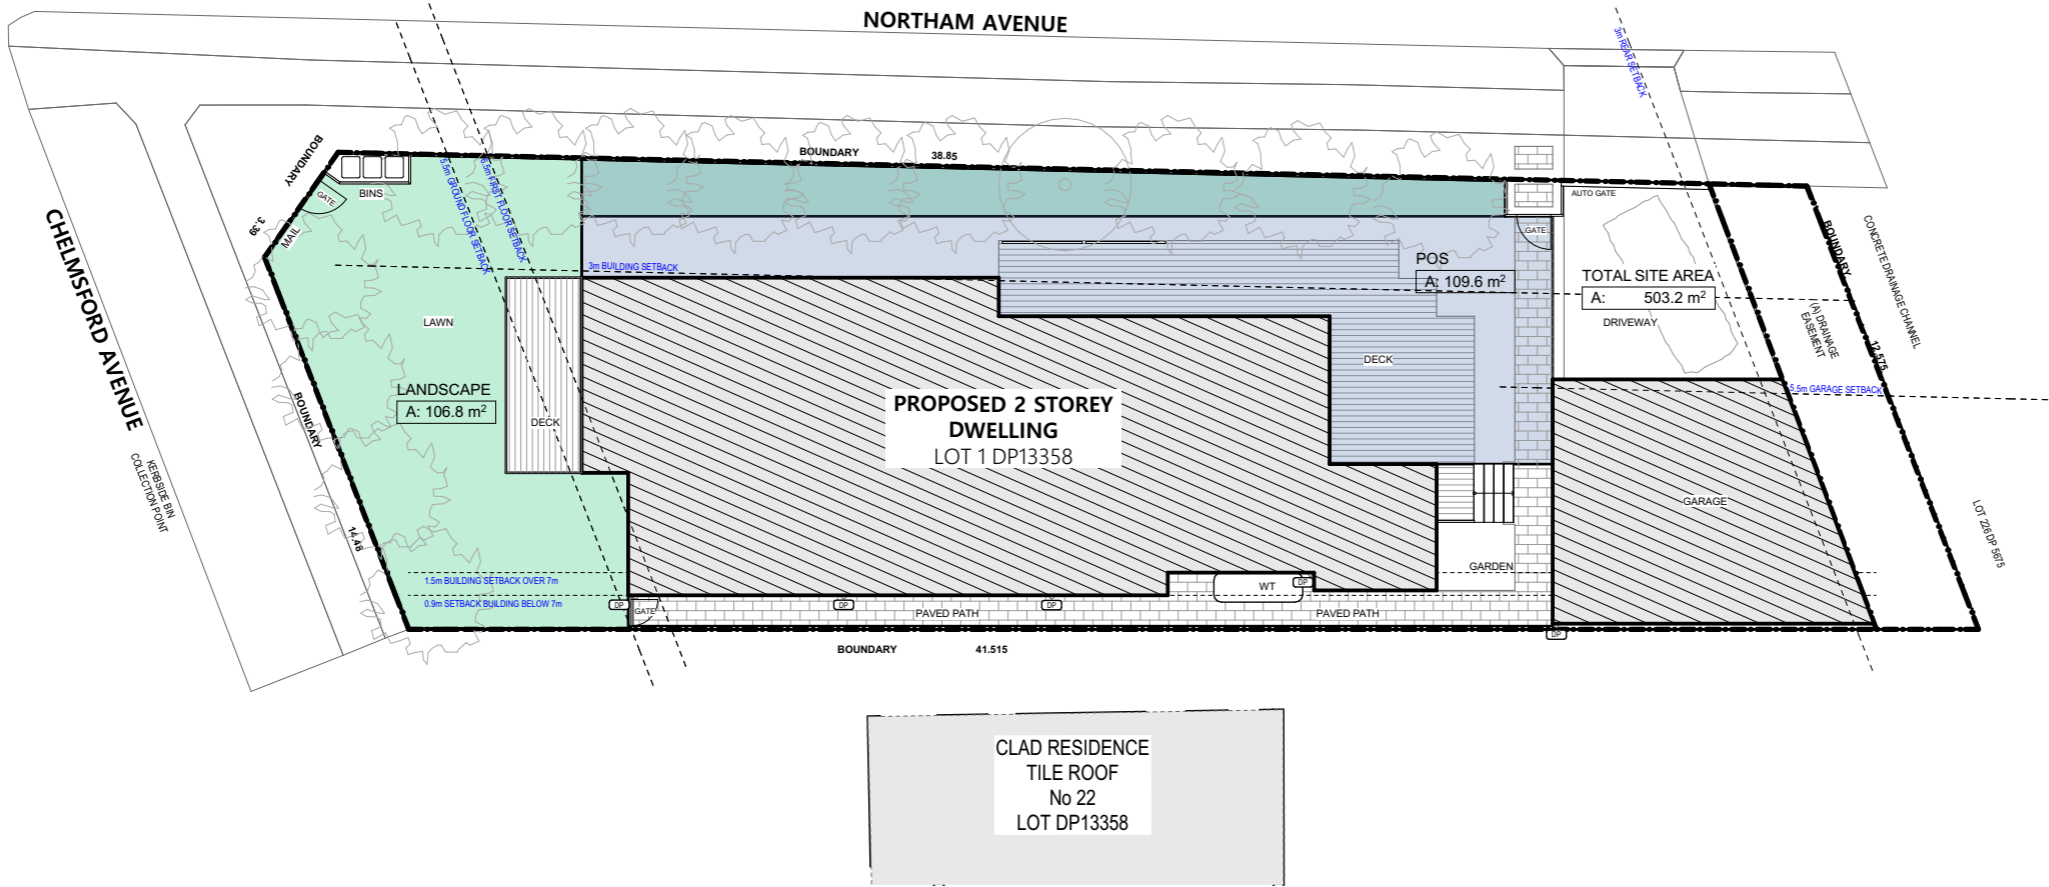 NORTHAM AVENUE
3m REAR SETBACK
BOUNDARY
BOUNDARY
38.85
BINS
GATE
MAIL
3.39
5.5m GROUND FLOOR SETBACK
6.5m FIRST FLOOR SETBACK
AUTO GATE
GATE
CHELMSFORD AVENUE
BOUNDARY
CONCRETE DRAINAGE CHANNEL
3m BUILDING SETBACK
POS
A: 109.6 m²
TOTAL SITE AREA
A: 503.2 m²
DRIVEWAY
(A) DRAINAGE
EASEMENT
12.575
LAWN
DECK
5.5m GARAGE SETBACK
LANDSCAPE
A: 106.8 m²
DECK
BOUNDARY
PROPOSED 2 STOREY
DWELLING
LOT 1 DP13358
KERBSIDE BIN
COLLECTION POINT
14.48
GARAGE
LOT 226 DP 5675
GARDEN
1.5m BUILDING SETBACK OVER 7m
0.9m SETBACK BUILDING BELOW 7m
WT
DP
DP
GATE
DP
DP
PAVED PATH
PAVED PATH
DP
BOUNDARY
41.515
CLAD RESIDENCE
TILE ROOF
No 22
LOT DP13358